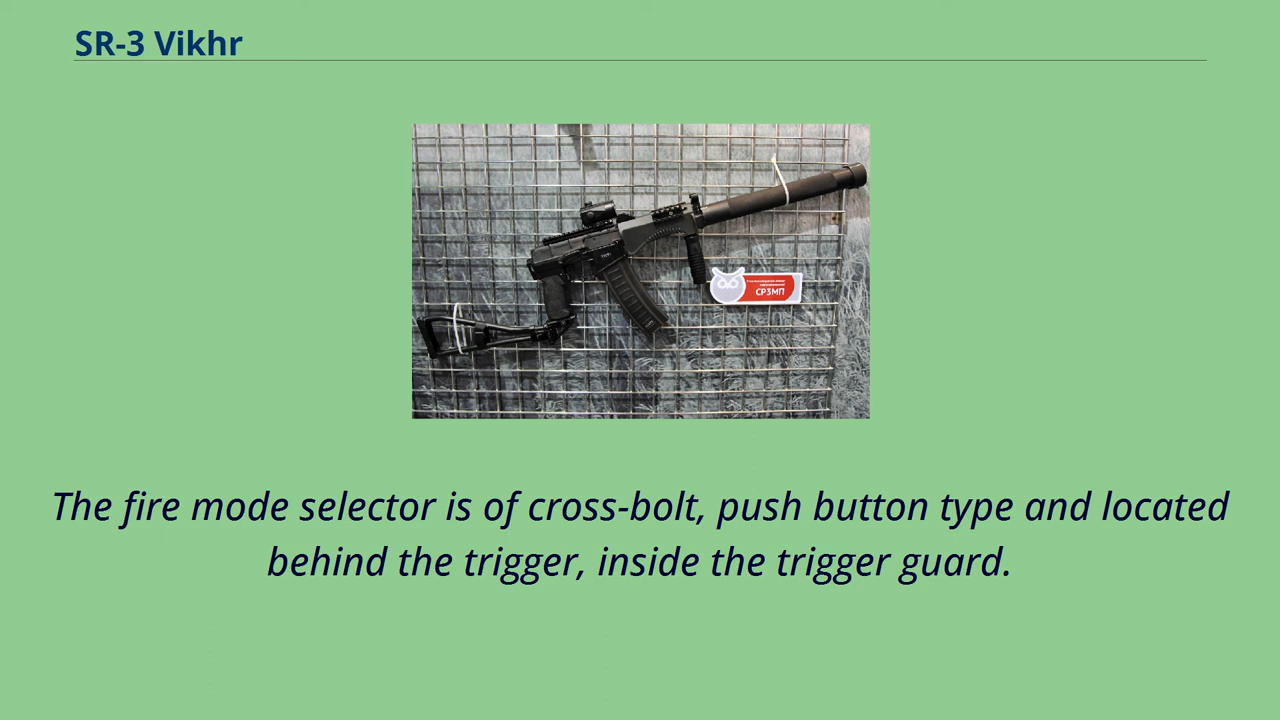 SR-3 Vikhr
СР3МП
The fire mode selector is of cross-bolt, push button type and located
behind the trigger, inside the trigger guard.